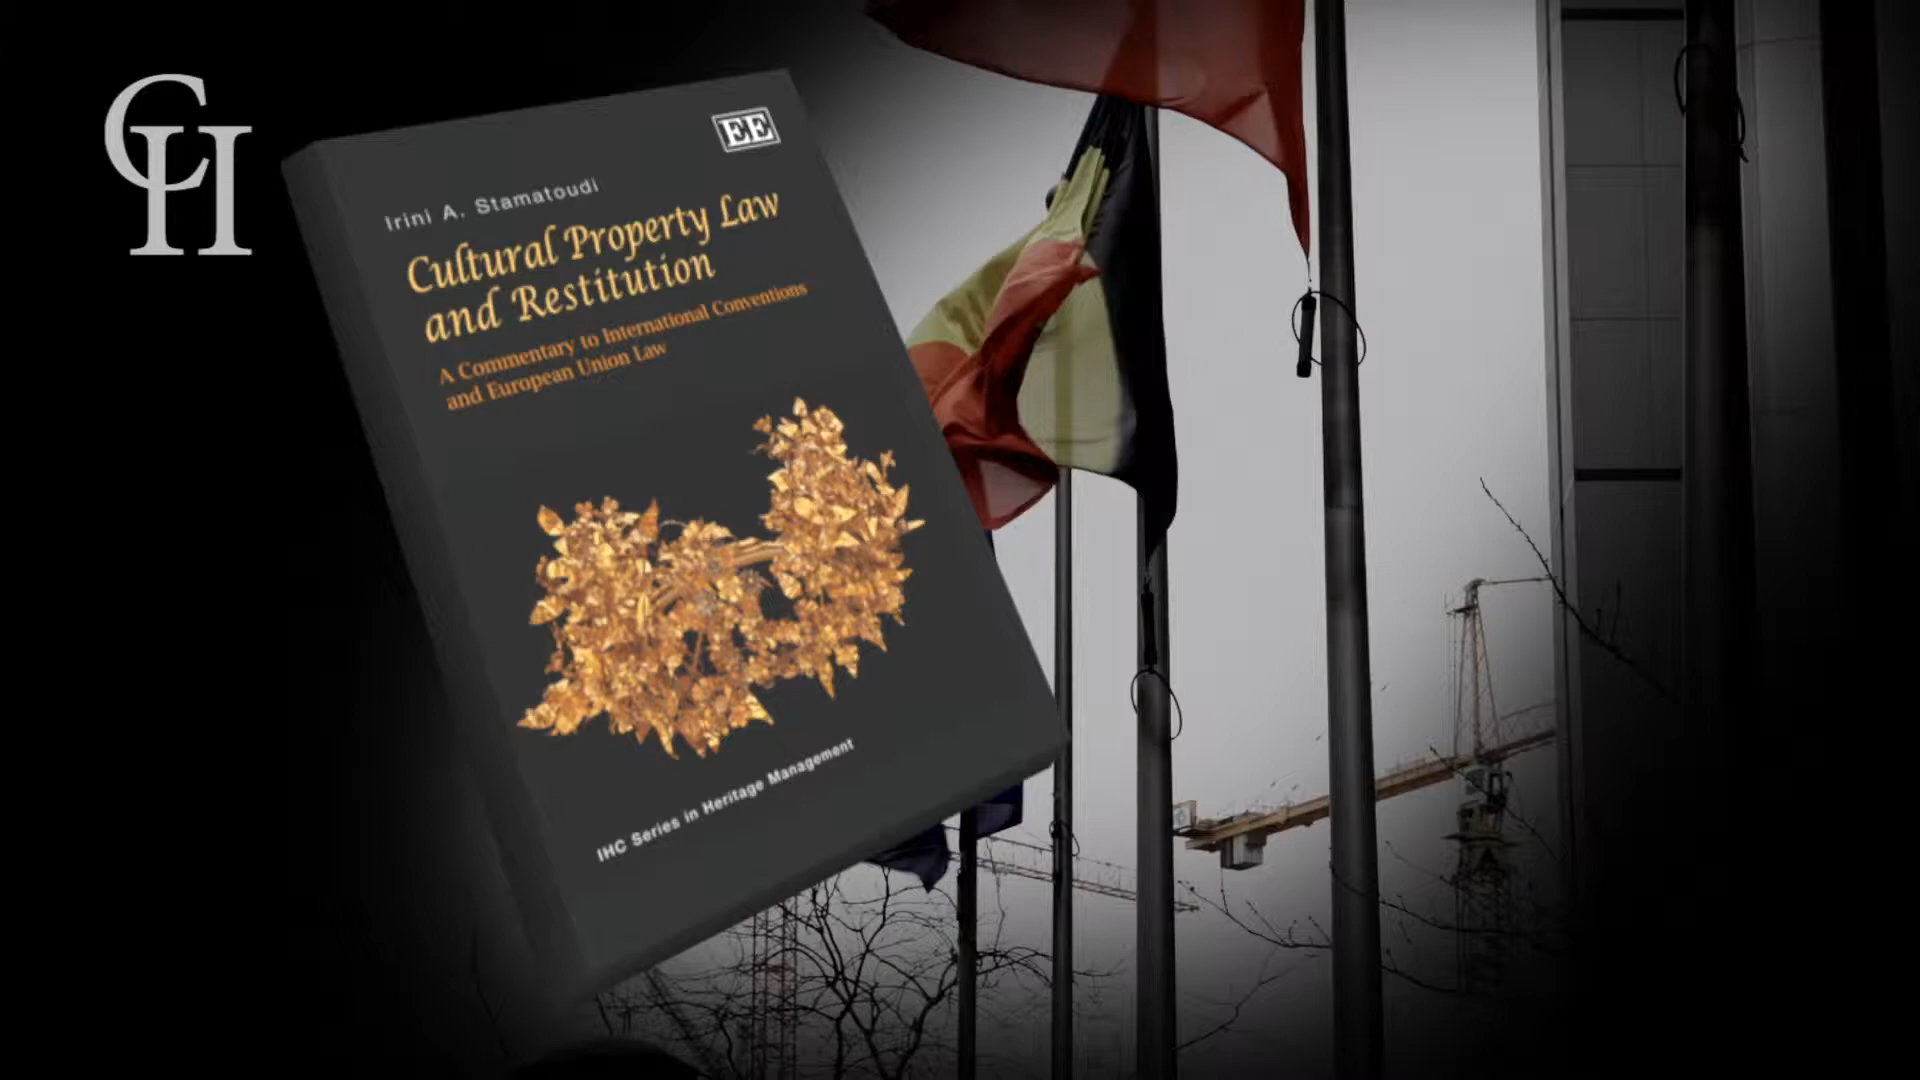 CH
EE
Irini A. Stamatoudi
Cultural Property Law
and Restitution
A Commentary to International Conventions
and European Union Law
IHC Series in Heritage Management